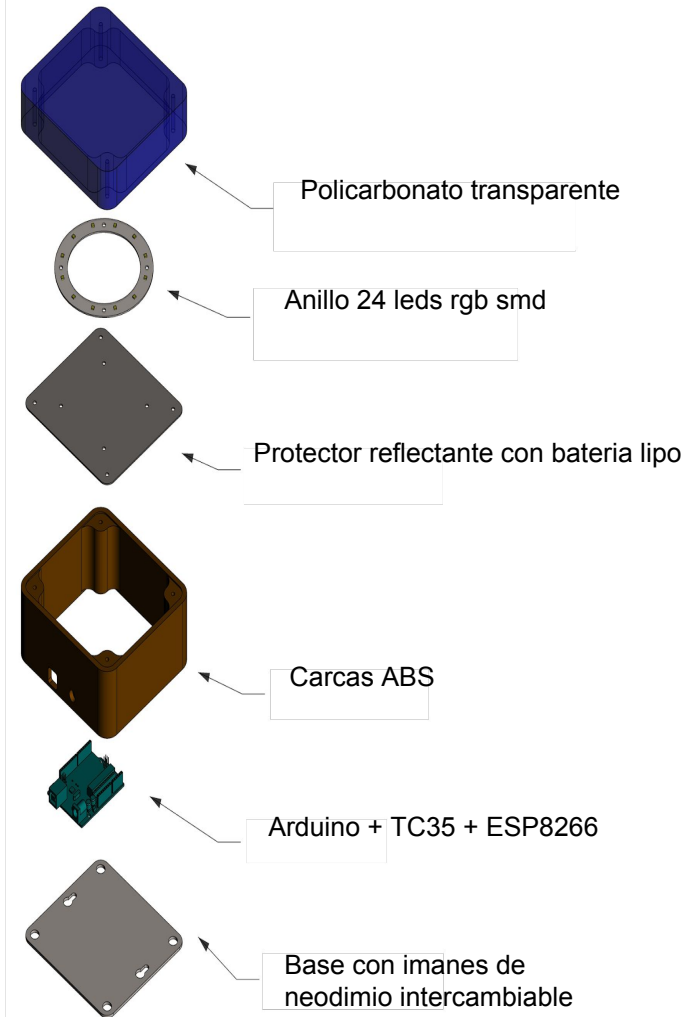 Policarbonato transparente
Anillo 24 leds rgb smd
Protector reflectante con bateria lipo
Carcas ABS
Arduino + TC35 + ESP8266
Base con imanes de
neodimio intercambiable